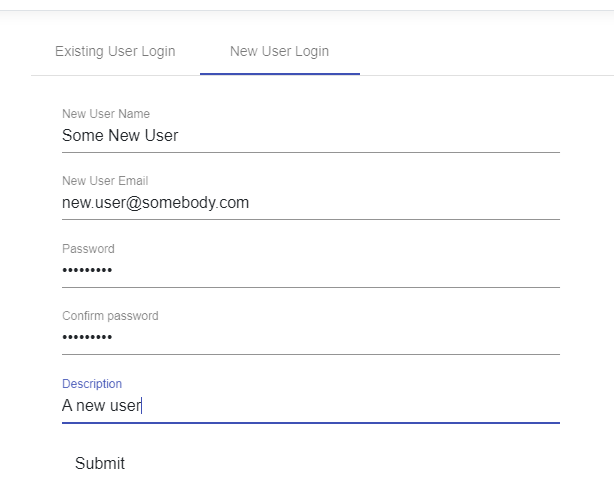 Existing User Login New User Login
New User Name
Some New User
New User Email
new.user@somebody.com
Password
•••••••••
Confirm password
•••••••••
Description
A new user
Submit